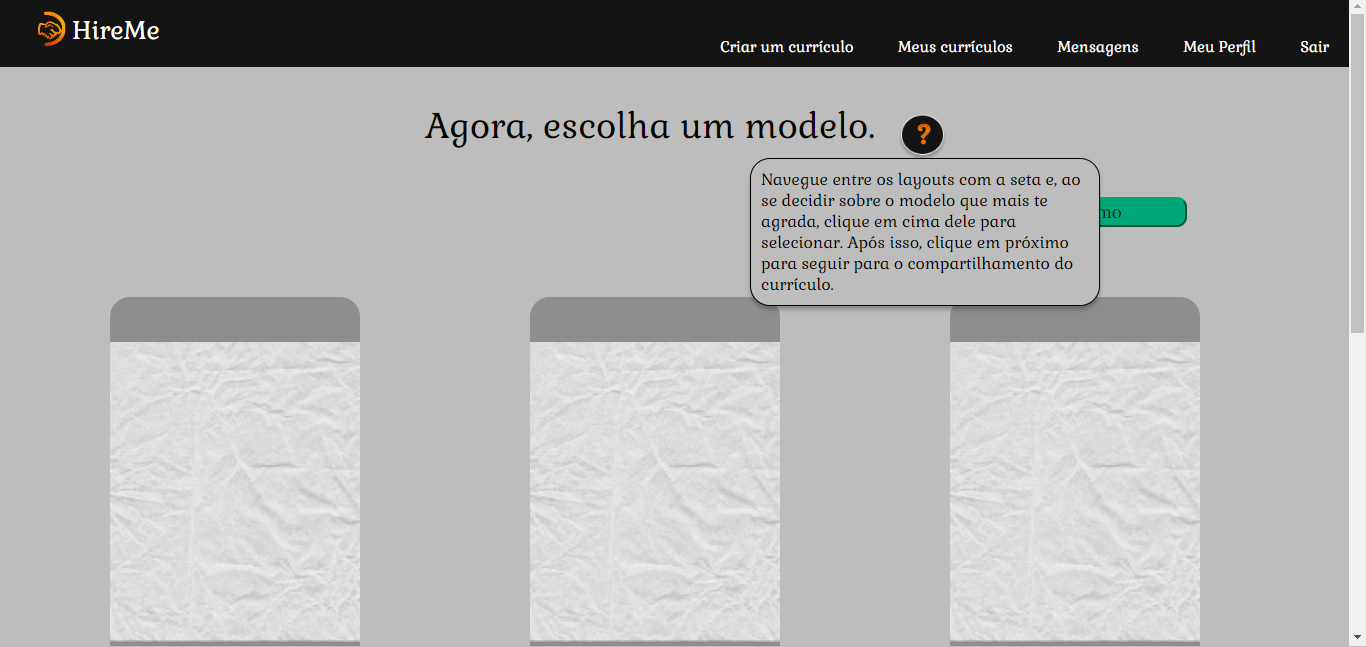 HireMe
Criar um currículo
Meus currículos
Mensagens
Meu Perfil
Sair
Agora, escolha um modelo.
?
Navegue entre os layouts com a seta e, ao
se decidir sobre o modelo que mais te
agrada, clique em cima dele para
selecionar. Após isso, clique em próximo
para seguir para o compartilhamento do
currículo.